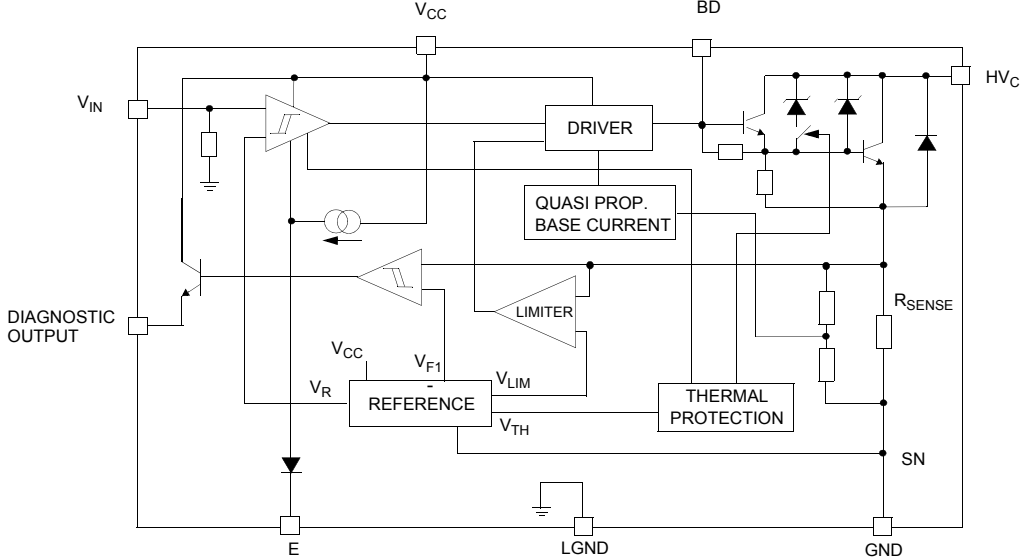 VCC
BD
HVC
VIN
DRIVER
QUASI PROP.
BASE CURRENT
DIAGNOSTIC
OUTPUT
LIMITER
RSENSE
VCC
VF1
VR
-
REFERENCE
VLIM
VTH
THERMAL
PROTECTION
SN
E
LGND
GND